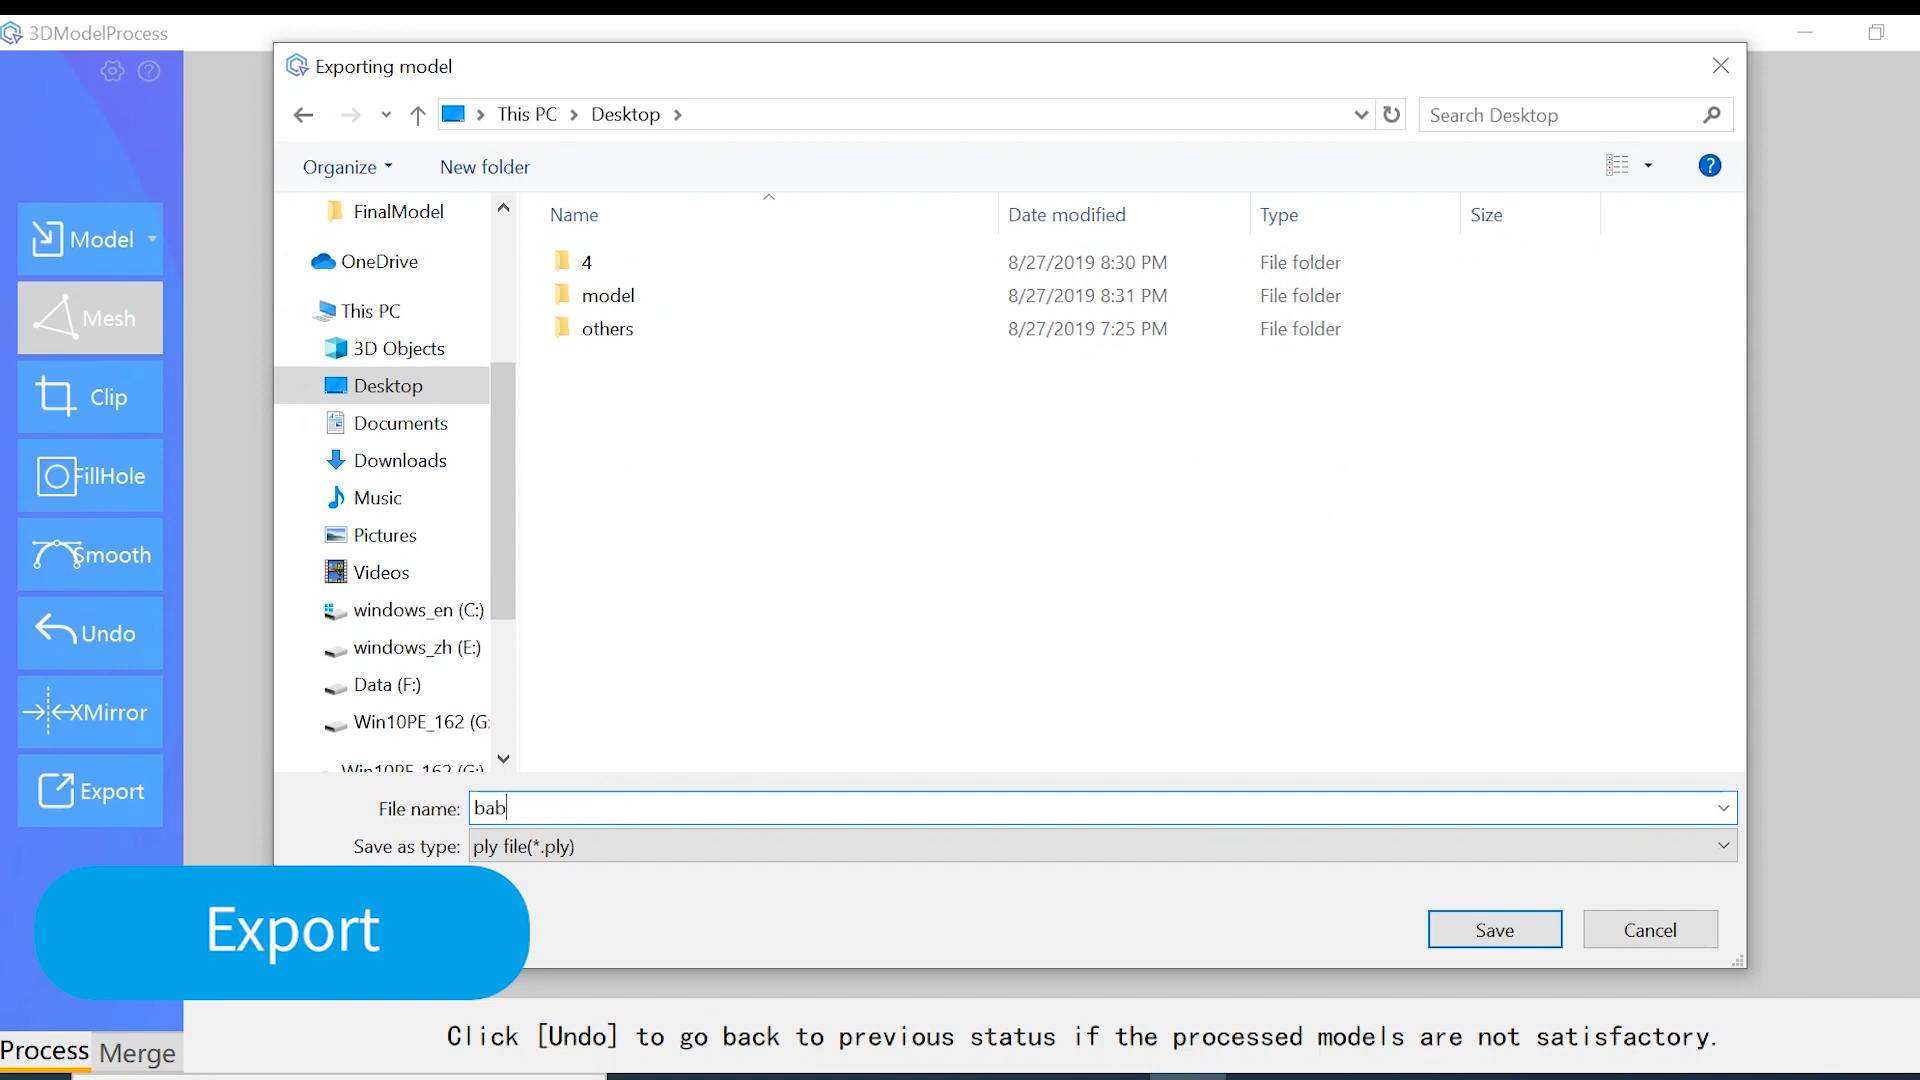 3DModelProcess
Exporting model
This PC
Desktop
Search Desktop
Organize
New folder
?
Name
Date modified
Type
Size
4
8/27/2019 8:30 PM
File folder
model
8/27/2019 8:31 PM
File folder
others
8/27/2019 7:25 PM
File folder
FinalModel
OneDrive
This PC
3D Objects
Desktop
Documents
Downloads
Music
Pictures
Videos
windows_en (C:)
windows_zh (E:)
Data (F:)
Win10PE_162 (G:
Win10PE_162 (G:)
Model
Mesh
Clip
FillHole
Smooth
Undo
XMirror
Export
File name:
bab
Save as type:
ply file(*.ply)
Save
Cancel
Export
Process
Merge
Click [Undo] to go back to previous status if the processed models are not satisfactory.